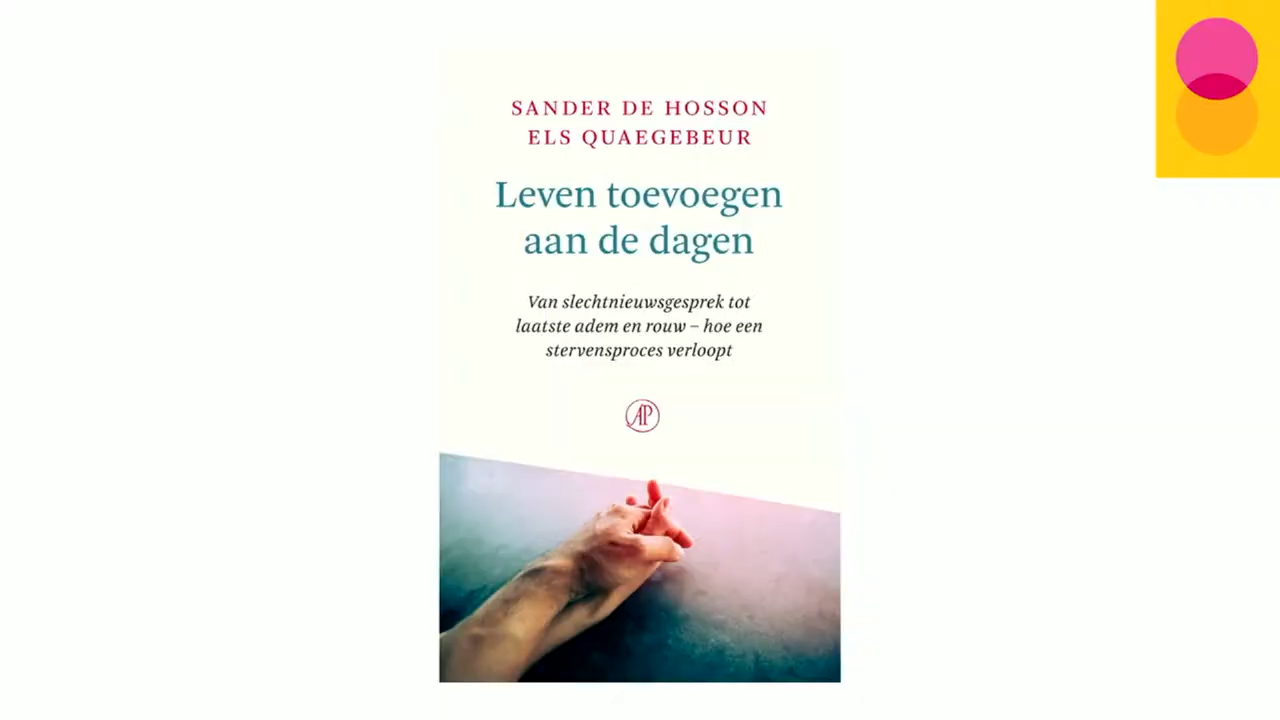 SANDER DE HOSSON
ELS QUAEGEBEUR
Leven toevoegen
aan de dagen
Van slechtnieuwsgesprek tot
laatste adem en rouw – hoe een
stervensproces verloopt
AP